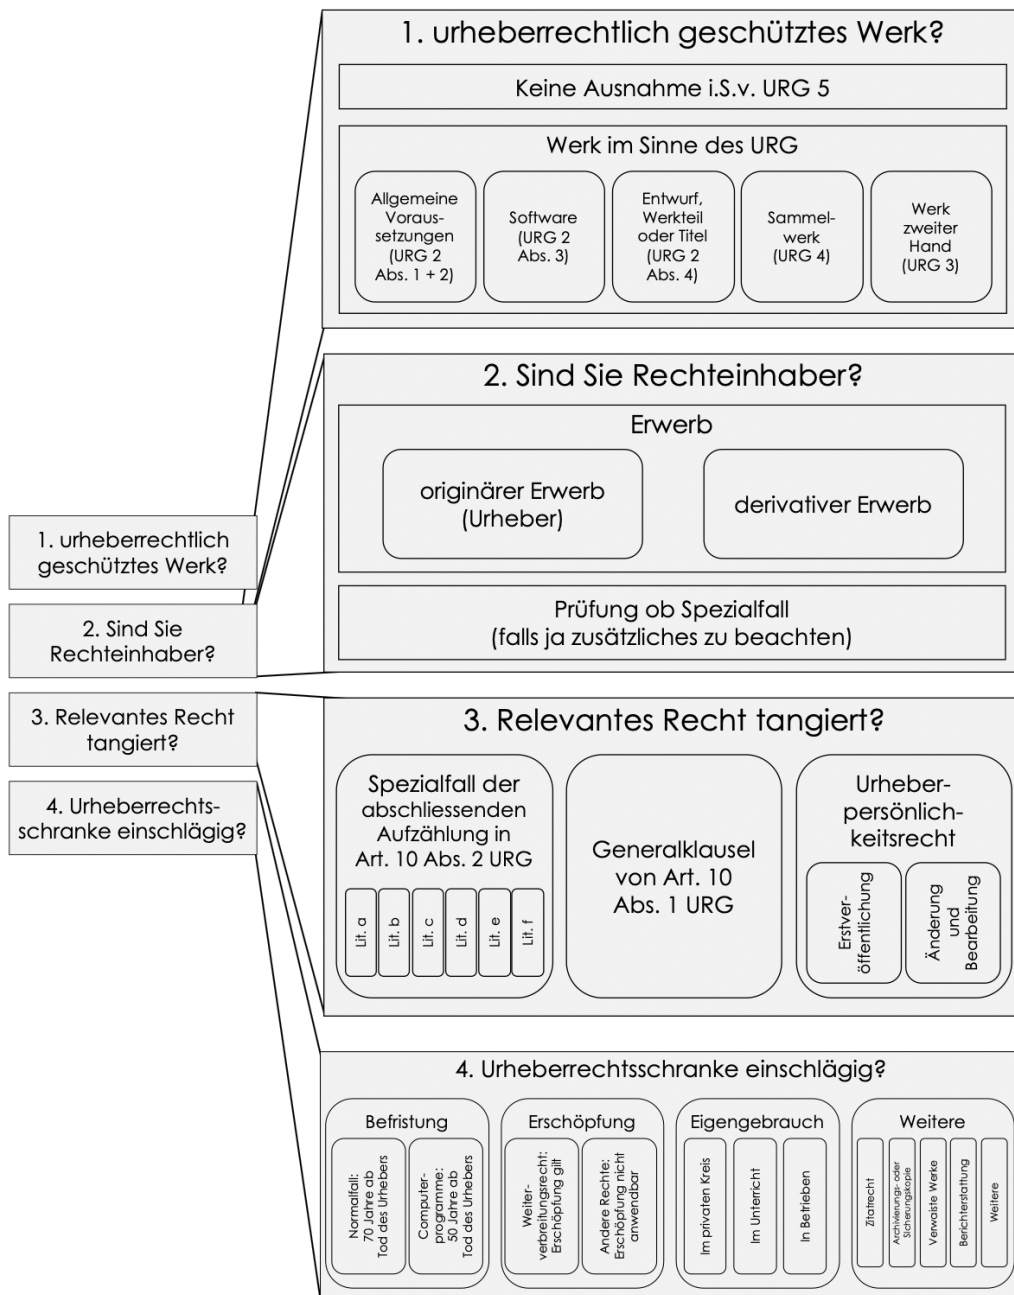 1. urheberrechtlich geschütztes Werk?
Keine Ausnahme i.S.v. URG 5
Werk im Sinne des URG
Allgemeine
Voraus-
setzungen
(URG 2
Abs. 1 + 2)
Software
(URG 2
Abs. 3)
Entwurf,
Werkteil
oder Titel
(URG 2
Abs. 4)
Sammel-
werk
(URG 4)
Werk
zweiter
Hand
(URG 3)
2. Sind Sie Rechteinhaber?
Erwerb
originärer Erwerb
(Urheber)
derivativer Erwerb
Prüfung ob Spezialfall
(falls ja zusätzliches zu beachten)
1. urheberrechtlich
geschütztes Werk?
2. Sind Sie
Rechteinhaber?
3. Relevantes Recht
tangiert?
4. Urheberrechts-
schranke einschlägig?
3. Relevantes Recht tangiert?
Spezialfall der
abschliessenden
Aufzählung in
Art. 10 Abs. 2 URG
Lit. a
Lit. b
Lit. c
Lit. d
Lit. e
Lit. f
Generalklausel
von Art. 10
Abs. 1 URG
Urheber-
persönlich-
keitsrecht
Erstver-
öffentlichung
Änderung
und
Bearbeitung
4. Urheberrechtsschranke einschlägig?
Befristung
Normalfall:
70 Jahre ab
Tod des Urhebers
Computer-
programme:
50 Jahre ab
Tod des Urhebers
Erschöpfung
Weiter-
verbreitungsrecht:
Erschöpfung gilt
Andere Rechte:
Erschöpfung nicht
anwendbar
Eigengebrauch
Im privaten Kreis
Im Unterricht
In Betrieben
Weitere
Zitatrecht
Archivierungs- oder
Sicherungskopie
Verwaiste Werke
Berichterstattung
Weitere